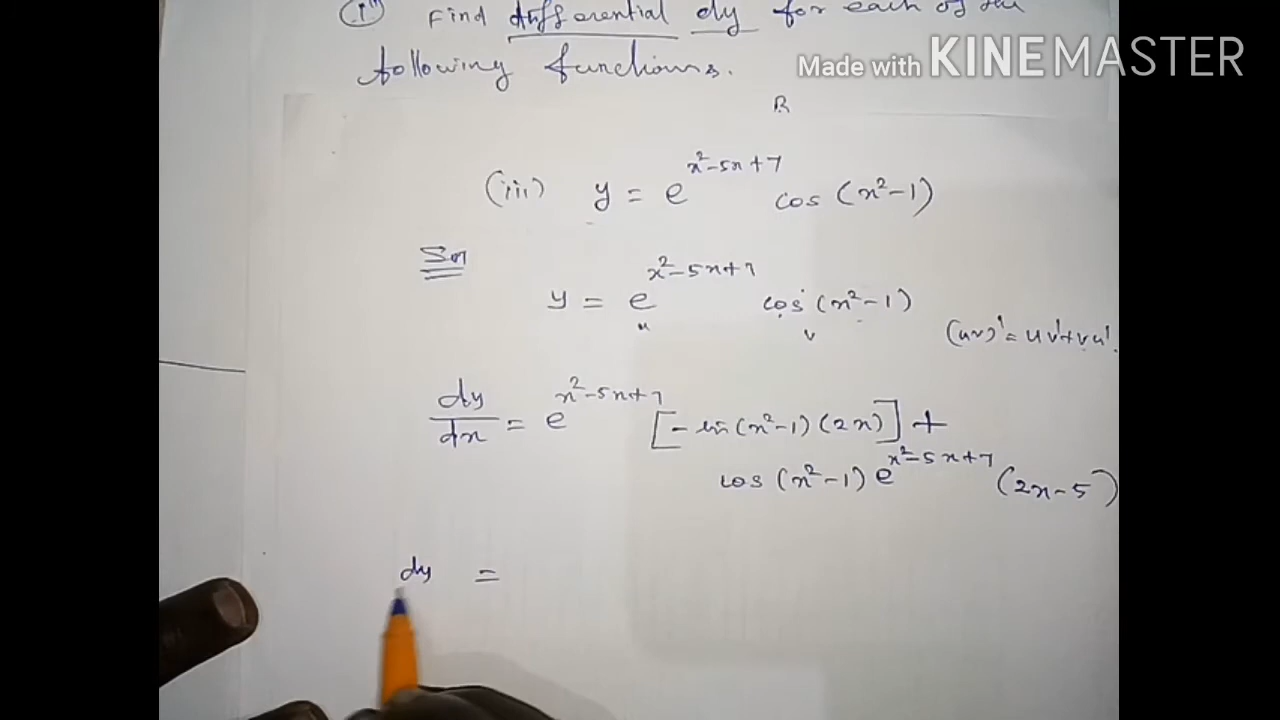 (i) Find differential dy for each of the
following functions.
Made with KINEMASTER
R
(iii) y = e^{x²-5x+7} cos (x²-1)
Son
y = e^{x²-5x+7} cos (x²-1)
u v (uv)' = uv'+vu'.
dy/dx = e^{x²-5x+7} [-sin(x²-1)(2x)] +
cos (x²-1) e^{x²-5x+7} (2x-5)
dy =